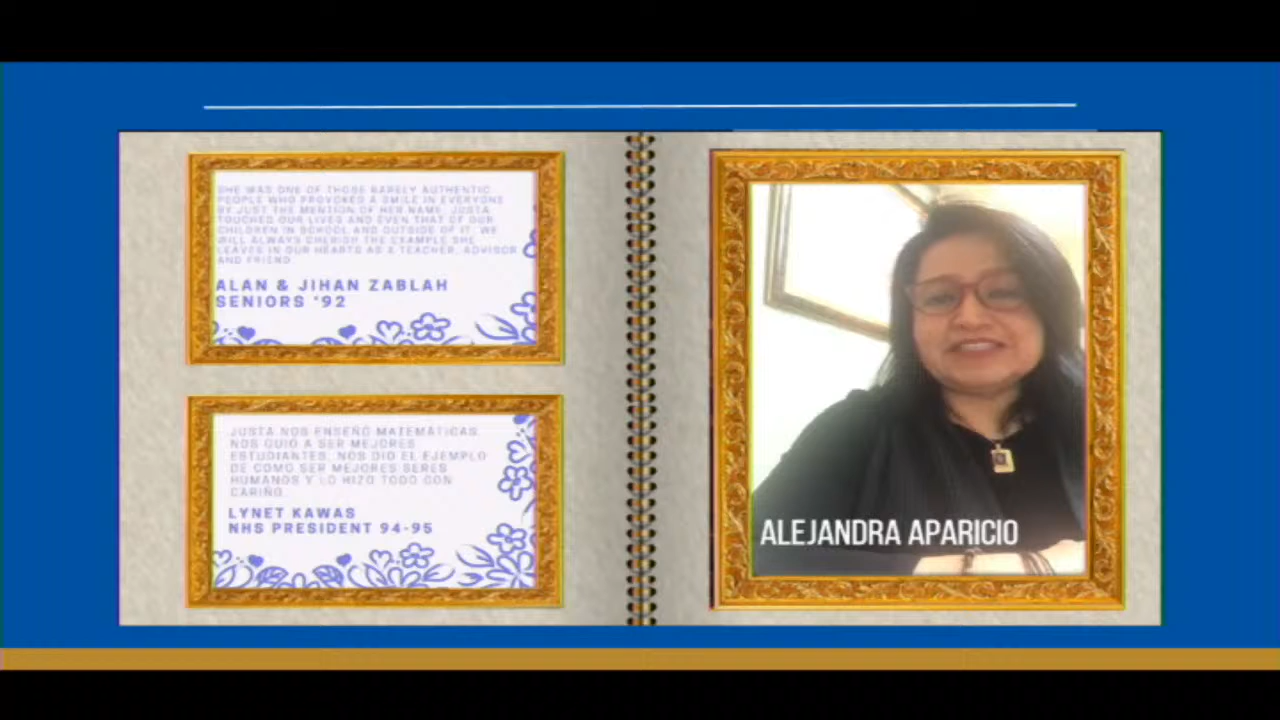 SHE WAS ONE OF THOSE RARELY AUTHENTIC
PEOPLE WHO PROVOKED A SMILE IN EVERYONE
BY JUST THE MENTION OF HER NAME. JUSTA
TOUCHED OUR LIVES AND EVEN THAT OF OUR
CHILDREN IN SCHOOL AND OUTSIDE OF IT. WE
WILL ALWAYS CHERISH THE EXAMPLE SHE
LEAVES IN OUR HEARTS AS A TEACHER, ADVISOR
AND FRIEND
ALAN & JIHAN ZABLAH
SENIORS '92
JUSTA NOS ENSEÑÓ MATEMÁTICAS,
NOS GUIÓ A SER MEJORES
ESTUDIANTES, NOS DIO EL EJEMPLO
DE COMO SER MEJORES SERES
HUMANOS Y LO HIZO TODO CON
CARIÑO.
LYNET KAWAS
NHS PRESIDENT 94-95
ALEJANDRA APARICIO